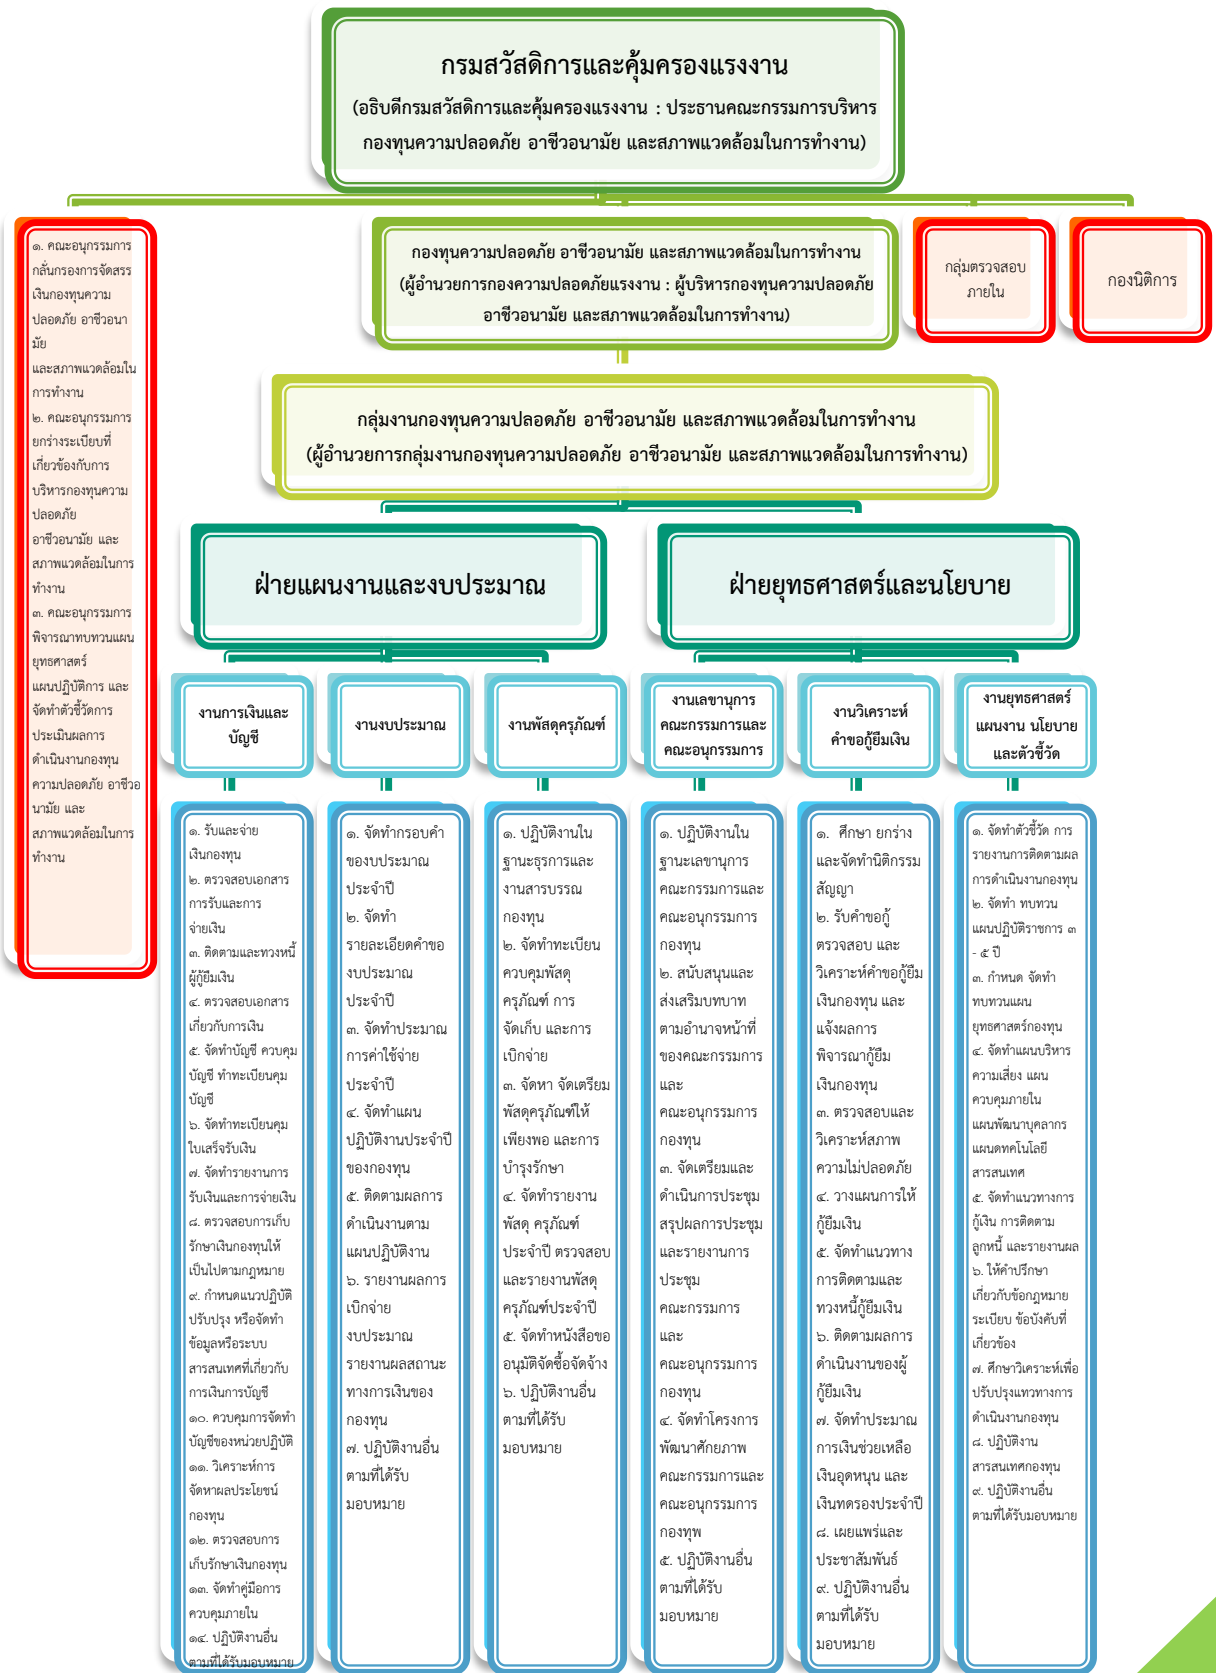 กรมสวัสดิการและคุ้มครองแรงงาน
(อธิบดีกรมสวัสดิการและคุ้มครองแรงงาน : ประธานคณะกรรมการบริหาร
กองทุนความปลอดภัย อาชีวอนามัย และสภาพแวดล้อมในการทำงาน)
๑. คณะอนุกรรมการ
กลั่นกรองการจัดสรร
เงินกองทุนความ
ปลอดภัย อาชีวอนา
มัย
และสภาพแวดล้อมใน
การทำงาน
๒. คณะอนุกรรมการ
ยกร่างระเบียบที่
เกี่ยวข้องกับการ
บริหารกองทุนความ
ปลอดภัย
อาชีวอนามัย และ
สภาพแวดล้อมในการ
ทำงาน
๓. คณะอนุกรรมการ
พิจารณาทบทวนแผน
ยุทธศาสตร์
แผนปฏิบัติการ และ
จัดทำตัวชี้วัดการ
ประเมินผลการ
ดำเนินงานกองทุน
ความปลอดภัย อาชีวอ
นามัย และ
สภาพแวดล้อมในการ
ทำงาน
กองทุนความปลอดภัย อาชีวอนามัย และสภาพแวดล้อมในการทำงาน
(ผู้อำนวยการกองความปลอดภัยแรงงาน : ผู้บริหารกองทุนความปลอดภัย
อาชีวอนามัย และสภาพแวดล้อมในการทำงาน)
กลุ่มตรวจสอบ
ภายใน
กองนิติการ
กลุ่มงานกองทุนความปลอดภัย อาชีวอนามัย และสภาพแวดล้อมในการทำงาน
(ผู้อำนวยการกลุ่มงานกองทุนความปลอดภัย อาชีวอนามัย และสภาพแวดล้อมในการทำงาน)
ฝ่ายแผนงานและงบประมาณ
ฝ่ายยุทธศาสตร์และนโยบาย
งานการเงินและ
บัญชี
งานงบประมาณ
งานพัสดุครุภัณฑ์
งานเลขานุการ
คณะกรรมการและ
คณะอนุกรรมการ
งานวิเคราะห์
คำขอกู้ยืมเงิน
งานยุทธศาสตร์
แผนงาน นโยบาย
และตัวชี้วัด
๑. รับและจ่าย
เงินกองทุน
๒. ตรวจสอบเอกสาร
การรับและการ
จ่ายเงิน
๓. ติดตามและทวงหนี้
ผู้กู้ยืมเงิน
๔. ตรวจสอบเอกสาร
เกี่ยวกับการเงิน
๕. จัดทำบัญชี ควบคุม
บัญชี ทำทะเบียนคุม
บัญชี
๖. จัดทำทะเบียนคุม
ใบเสร็จรับเงิน
๗. จัดทำรายงานการ
รับเงินและการจ่ายเงิน
๘. ตรวจสอบการเก็บ
รักษาเงินกองทุนให้
เป็นไปตามกฎหมาย
๙. กำหนดแนวปฏิบัติ
ปรับปรุง หรือจัดทำ
ข้อมูลหรือระบบ
สารสนเทศที่เกี่ยวกับ
การเงินการบัญชี
๑๐. ควบคุมการจัดทำ
บัญชีของหน่วยปฏิบัติ
๑๑. วิเคราะห์การ
จัดหาผลประโยชน์
กองทุน
๑๒. ตรวจสอบการ
เก็บรักษาเงินกองทุน
๑๓. จัดทำคู่มือการ
ควบคุมภายใน
๑๔. ปฏิบัติงานอื่น
ตามที่ได้รับมอบหมาย
๑. จัดทำกรอบคำ
ของบประมาณ
ประจำปี
๒. จัดทำ
รายละเอียดคำขอ
งบประมาณ
ประจำปี
๓. จัดทำประมาณ
การค่าใช้จ่าย
ประจำปี
๔. จัดทำแผน
ปฏิบัติงานประจำปี
ของกองทุน
๕. ติดตามผลการ
ดำเนินงานตาม
แผนปฏิบัติงาน
๖. รายงานผลการ
เบิกจ่าย
งบประมาณ
รายงานผลสถานะ
ทางการเงินของ
กองทุน
๗. ปฏิบัติงานอื่น
ตามที่ได้รับ
มอบหมาย
๑. ปฏิบัติงานใน
ฐานะธุรการและ
งานสารบรรณ
กองทุน
๒. จัดทำทะเบียน
ควบคุมพัสดุ
ครุภัณฑ์ การ
จัดเก็บ และการ
เบิกจ่าย
๓. จัดหา จัดเตรียม
พัสดุครุภัณฑ์ให้
เพียงพอ และการ
บำรุงรักษา
๔. จัดทำรายงาน
พัสดุ ครุภัณฑ์
ประจำปี ตรวจสอบ
และรายงานพัสดุ
ครุภัณฑ์ประจำปี
๕. จัดทำหนังสือขอ
อนุมัติจัดซื้อจัดจ้าง
๖. ปฏิบัติงานอื่น
ตามที่ได้รับ
มอบหมาย
๑. ปฏิบัติงานใน
ฐานะเลขานุการ
คณะกรรมการและ
คณะอนุกรรมการ
กองทุน
๒. สนับสนุนและ
ส่งเสริมบทบาท
ตามอำนาจหน้าที่
ของคณะกรรมการ
และ
คณะอนุกรรมการ
กองทุน
๓. จัดเตรียมและ
ดำเนินการประชุม
สรุปผลการประชุม
และรายงานการ
ประชุม
คณะกรรมการ
และ
คณะอนุกรรมการ
กองทุน
๔. จัดทำโครงการ
พัฒนาศักยภาพ
คณะกรรมการและ
คณะอนุกรรมการ
กองทุพ
๕. ปฏิบัติงานอื่น
ตามที่ได้รับ
มอบหมาย
๑. ศึกษา ยกร่าง
และจัดทำนิติกรรม
สัญญา
๒. รับคำขอกู้
ตรวจสอบ และ
วิเคราะห์คำขอกู้ยืม
เงินกองทุน และ
แจ้งผลการ
พิจารณากู้ยืม
เงินกองทุน
๓. ตรวจสอบและ
วิเคราะห์สภาพ
ความไม่ปลอดภัย
๔. วางแผนการให้
กู้ยืมเงิน
๕. จัดทำแนวทาง
การติดตามและ
ทวงหนี้กู้ยืมเงิน
๖. ติดตามผลการ
ดำเนินงานของผู้
กู้ยืมเงิน
๗. จัดทำประมาณ
การเงินช่วยเหลือ
เงินอุดหนุน และ
เงินทดรองประจำปี
๘. เผยแพร่และ
ประชาสัมพันธ์
๙. ปฏิบัติงานอื่น
ตามที่ได้รับ
มอบหมาย
๑. จัดทำตัวชี้วัด การ
รายงานการติดตามผล
การดำเนินงานกองทุน
๒. จัดทำ ทบทวน
แผนปฏิบัติราชการ ๓
- ๕ ปี
๓. กำหนด จัดทำ
ทบทวนแผน
ยุทธศาสตร์กองทุน
๔. จัดทำแผนบริหาร
ความเสี่ยง แผน
ควบคุมภายใน
แผนพัฒนาบุคลากร
แผนดทคโนโลยี
สารสนเทศ
๕. จัดทำแนวทางการ
กู้เงิน การติดตาม
ลูกหนี้ และรายงานผล
๖. ให้คำปรึกษา
เกี่ยวกับข้อกฎหมาย
ระเบียบ ข้อบังคับที่
เกี่ยวข้อง
๗. ศึกษาวิเคราะห์เพื่อ
ปรับปรุงแทวทางการ
ดำเนินงานกองทุน
๘. ปฏิบัติงาน
สารสนเทศกองทุน
๙. ปฏิบัติงานอื่น
ตามที่ได้รับมอบหมาย